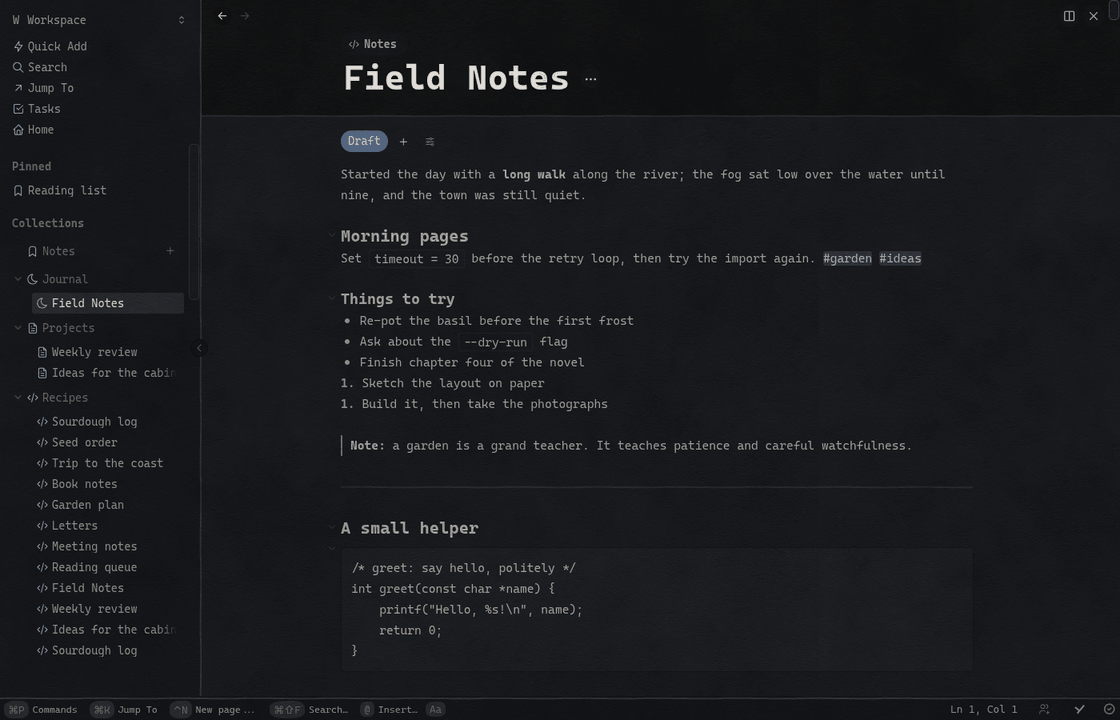 W Workspace
Quick Add
Search
Jump To
Tasks
Home
Pinned
Reading list
Collections
Notes +
Journal
Field Notes
Projects
Weekly review
Ideas for the cabin
Recipes
Sourdough log
Seed order
Trip to the coast
Book notes
Garden plan
Letters
Meeting notes
Reading queue
Field Notes
Weekly review
Ideas for the cabin
Sourdough log
Notes
Field Notes ...
Draft +
Started the day with a long walk along the river; the fog sat low over the water until
nine, and the town was still quiet.
Morning pages
Set timeout = 30 before the retry loop, then try the import again. #garden #ideas
Things to try
• Re-pot the basil before the first frost
• Ask about the --dry-run flag
• Finish chapter four of the novel
1. Sketch the layout on paper
1. Build it, then take the photographs
Note: a garden is a grand teacher. It teaches patience and careful watchfulness.
A small helper
/* greet: say hello, politely */
int greet(const char *name) {
    printf("Hello, %s!\n", name);
    return 0;
}
⌘P Commands ⌘K Jump To ^N New page... ⌘⇧F Search… @ Insert… Aa Ln 1, Col 1